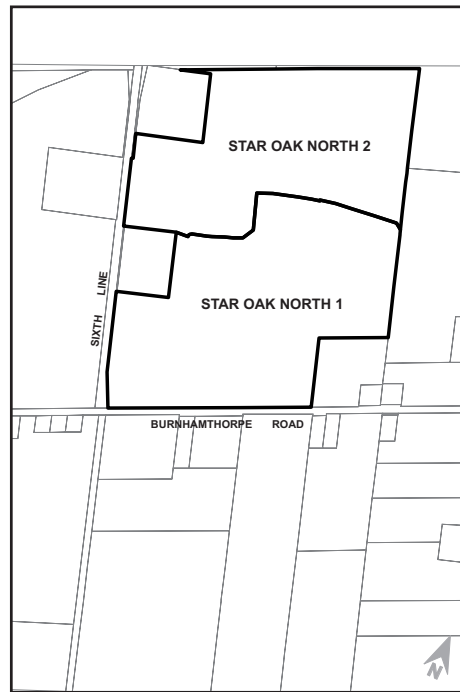 STAR OAK NORTH 2
STAR OAK NORTH 1
SIXTH LINE
BURNHAMTHORPE ROAD
N